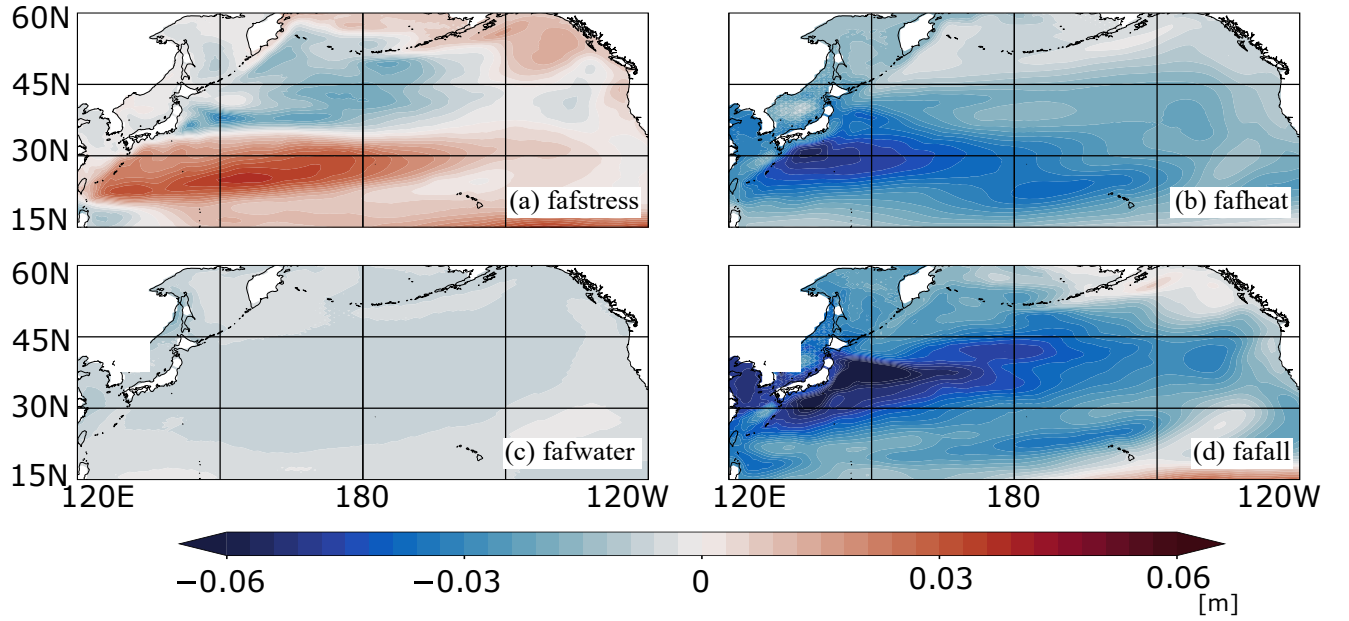 60N
45N
30N
15N
(a) fafstress
(b) fafheat
60N
45N
30N
15N
(c) fafwater
(d) fafall
120E 180 120W
120E 180 120W
−0.06 −0.03 0 0.03 0.06
[m]